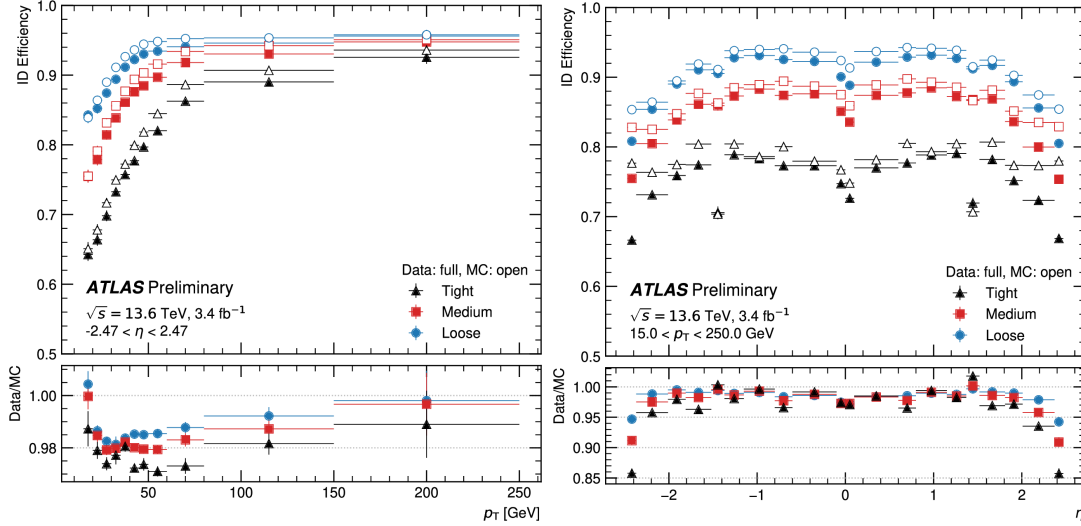 ID Efficiency
1.0
0.9
0.8
0.7
0.6
0.5
ATLAS Preliminary
√s = 13.6 TeV, 3.4 fb⁻¹
-2.47 < η < 2.47
Data: full, MC: open
Tight
Medium
Loose
Data/MC
1.00
0.98
50 100 150 200 250
pT [GeV]
ID Efficiency
1.0
0.9
0.8
0.7
0.6
0.5
ATLAS Preliminary
√s = 13.6 TeV, 3.4 fb⁻¹
15.0 < pT < 250.0 GeV
Data: full, MC: open
Tight
Medium
Loose
Data/MC
1.00
0.95
0.90
0.85
−2 −1 0 1 2
η